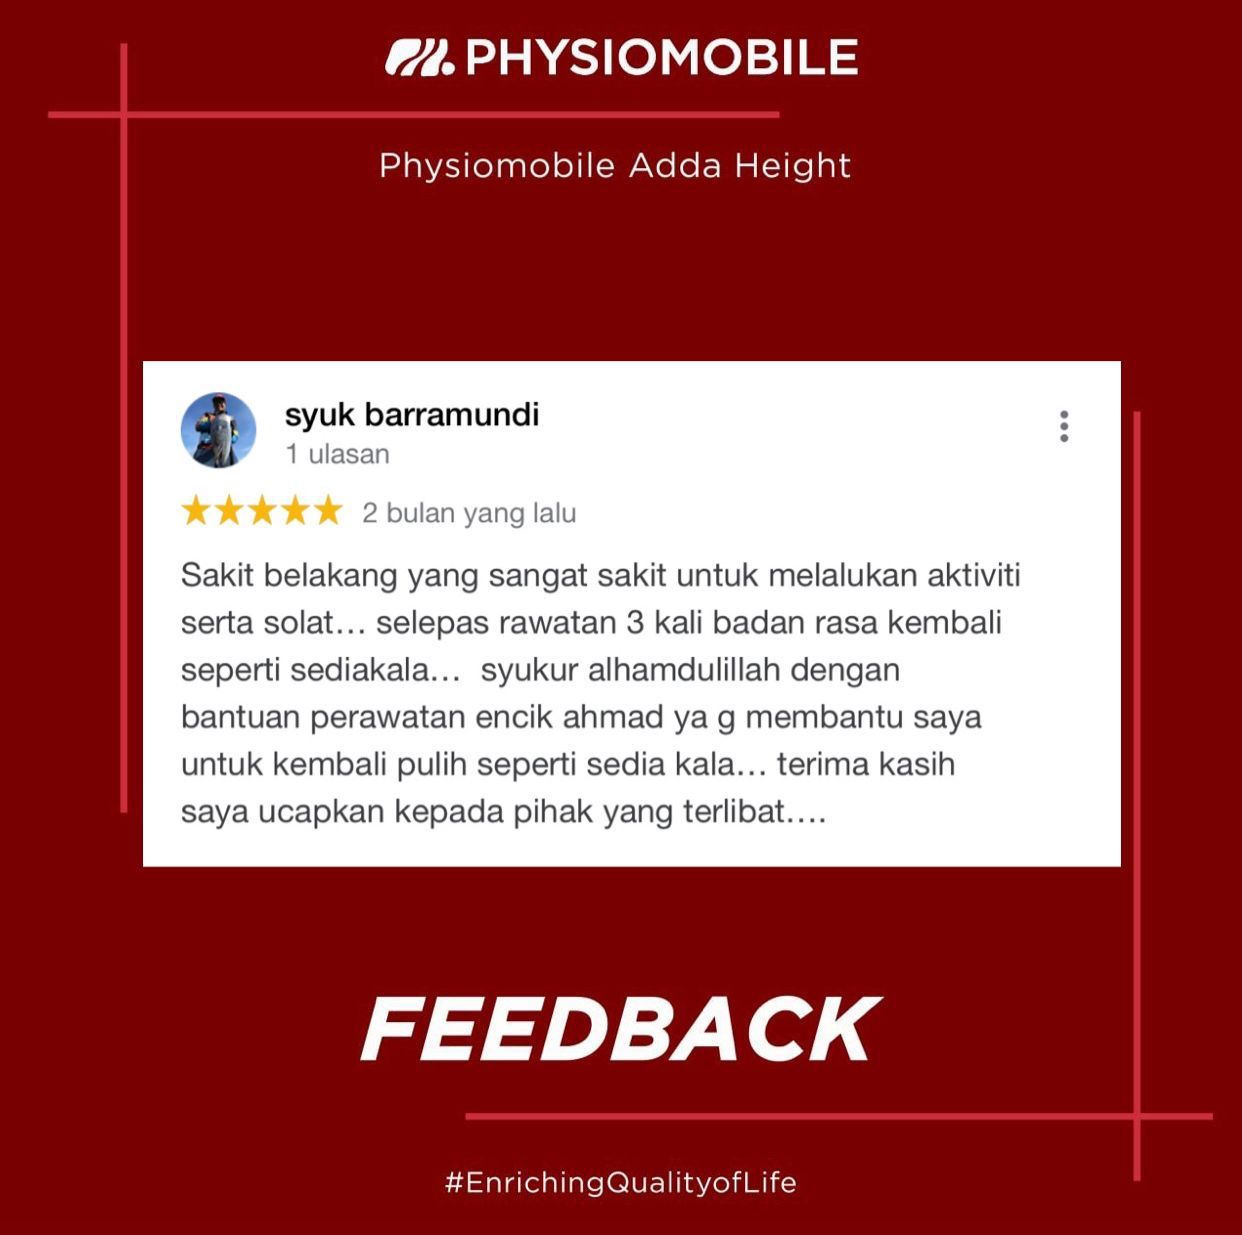 PHYSIOMOBILE
Physiomobile Adda Height
syuk barramundi
1 ulasan
2 bulan yang lalu
Sakit belakang yang sangat sakit untuk melalukan aktiviti
serta solat... selepas rawatan 3 kali badan rasa kembali
seperti sediakala...  syukur alhamdulillah dengan
bantuan perawatan encik ahmad ya g membantu saya
untuk kembali pulih seperti sedia kala... terima kasih
saya ucapkan kepada pihak yang terlibat....
FEEDBACK
#EnrichingQualityofLife